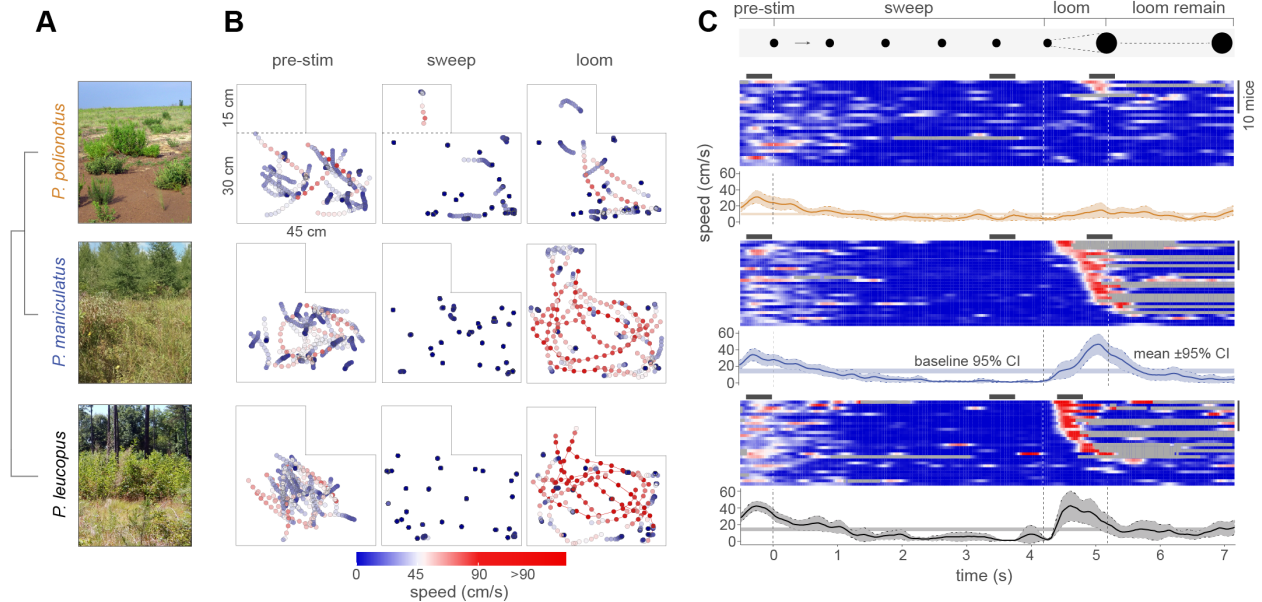 A
P. polionotus
P. maniculatus
P. leucopus
B
pre-stim
sweep
loom
15 cm
30 cm
45 cm
0
45
90
>90
speed (cm/s)
C
pre-stim
sweep
loom
loom remain
10 mice
speed (cm/s)
60
40
20
0
60
40
20
0
baseline 95% CI
mean ±95% CI
60
40
20
0
0
1
2
3
4
5
6
7
time (s)